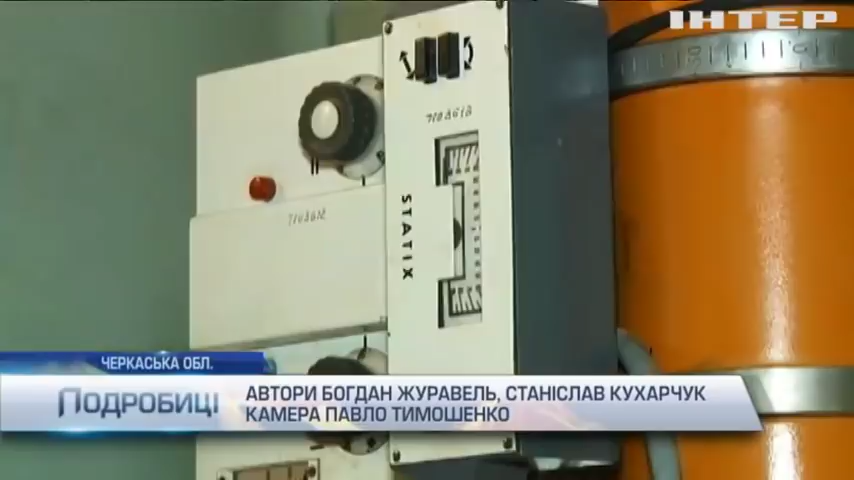 ІНТЕР
STATIX
ЧЕРКАСЬКА ОБЛ.
ПОДРОБИЦІ
АВТОРИ БОГДАН ЖУРАВЕЛЬ, СТАНІСЛАВ КУХАРЧУК
КАМЕРА ПАВЛО ТИМОШЕНКО